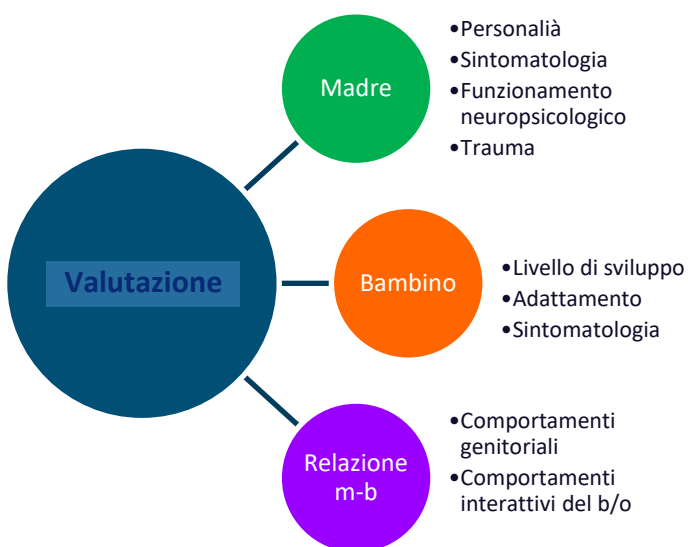 Valutazione
Madre
•Personalià
•Sintomatologia
•Funzionamento
neuropsicologico
•Trauma
Bambino
•Livello di sviluppo
•Adattamento
•Sintomatologia
Relazione
m-b
•Comportamenti
genitoriali
•Comportamenti
interattivi del b/o